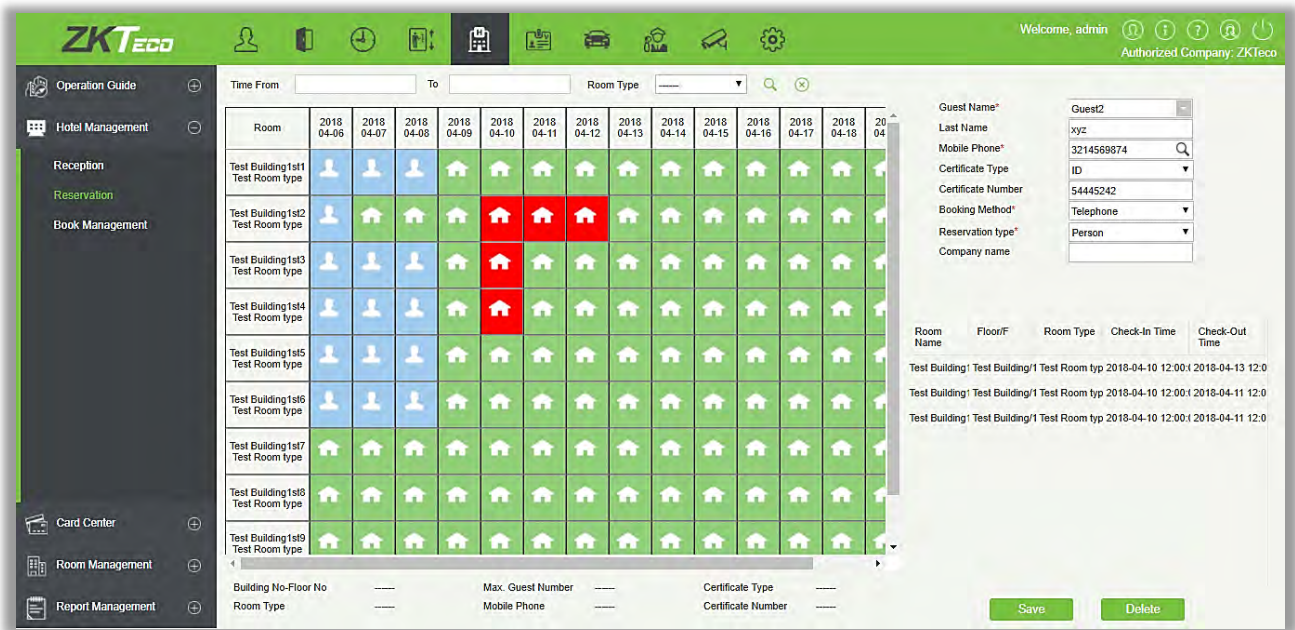 ZKTeco
Welcome, admin
Authorized Company: ZKTeco
Operation Guide
Hotel Management
Reception
Reservation
Book Management
Card Center
Room Management
Report Management
Time From To Room Type ------
Room 2018 04-06 2018 04-07 2018 04-08 2018 04-09 2018 04-10 2018 04-11 2018 04-12 2018 04-13 2018 04-14 2018 04-15 2018 04-16 2018 04-17 2018 04-18 20 04
Test Building1st1
Test Room type
Test Building1st2
Test Room type
Test Building1st3
Test Room type
Test Building1st4
Test Room type
Test Building1st5
Test Room type
Test Building1st6
Test Room type
Test Building1st7
Test Room type
Test Building1st8
Test Room type
Test Building1st9
Test Room type
Building No-Floor No ------ Max. Guest Number ------ Certificate Type ------
Room Type ------ Mobile Phone ------ Certificate Number ------
Guest Name* Guest2
Last Name xyz
Mobile Phone* 3214569874
Certificate Type ID
Certificate Number 54445242
Booking Method* Telephone
Reservation type* Person
Company name
Room Name Floor/F Room Type Check-In Time Check-Out Time
Test Building1 Test Building/1 Test Room typ 2018-04-10 12:00:0 2018-04-13 12:0
Test Building1 Test Building/1 Test Room typ 2018-04-10 12:00:0 2018-04-11 12:0
Test Building1 Test Building/1 Test Room typ 2018-04-10 12:00:0 2018-04-11 12:0
Save Delete